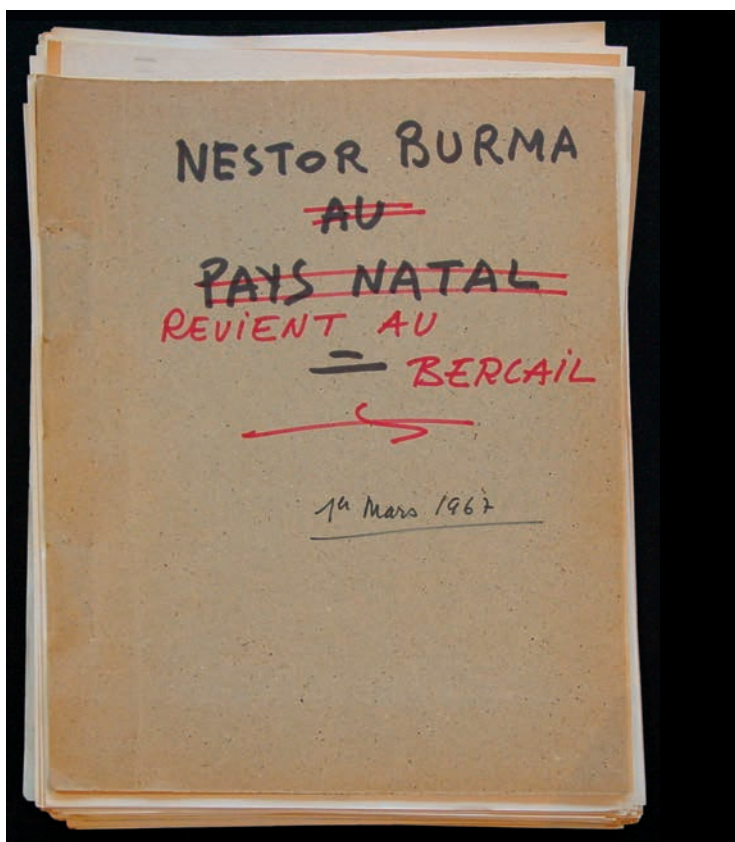 NESTOR BURMA
AU
PAYS NATAL
REVIENT AU
BERCAIL
1er Mars 1967